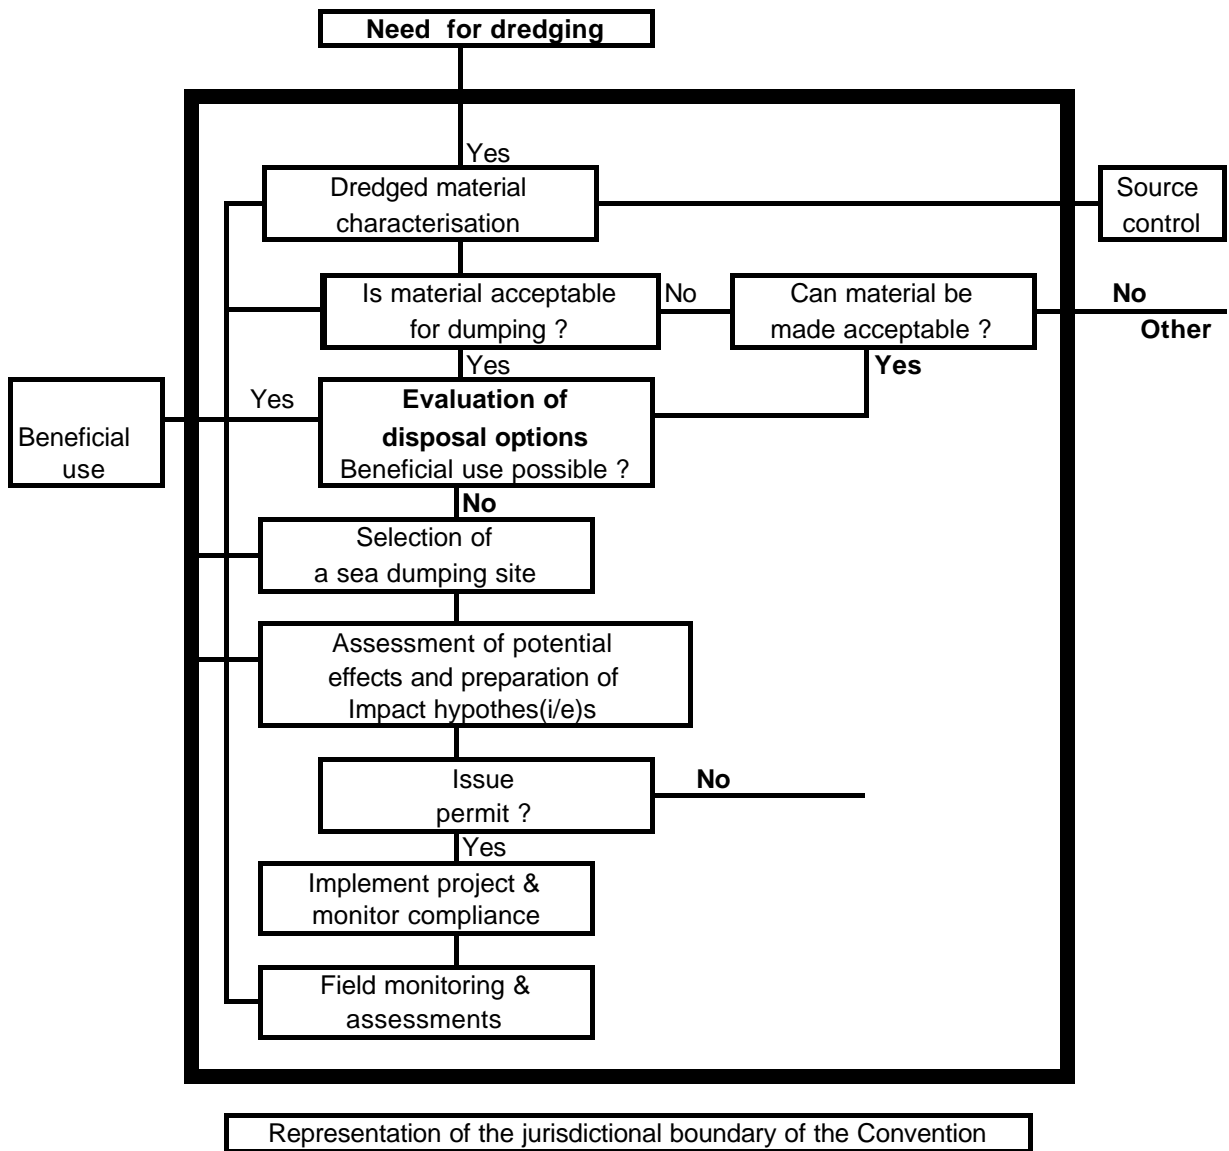 Need for dredging
Yes
Dredged material
characterisation
Source
control
Is material acceptable
for dumping ?
No
Can material be
made acceptable ?
No
Other
Yes
Yes
Beneficial
use
Yes
Evaluation of
disposal options
Beneficial use possible ?
No
Selection of
a sea dumping site
Assessment of potential
effects and preparation of
Impact hypothes(i/e)s
Issue
permit ?
No
Yes
Implement project &
monitor compliance
Field monitoring &
assessments
Representation of the jurisdictional boundary of the Convention